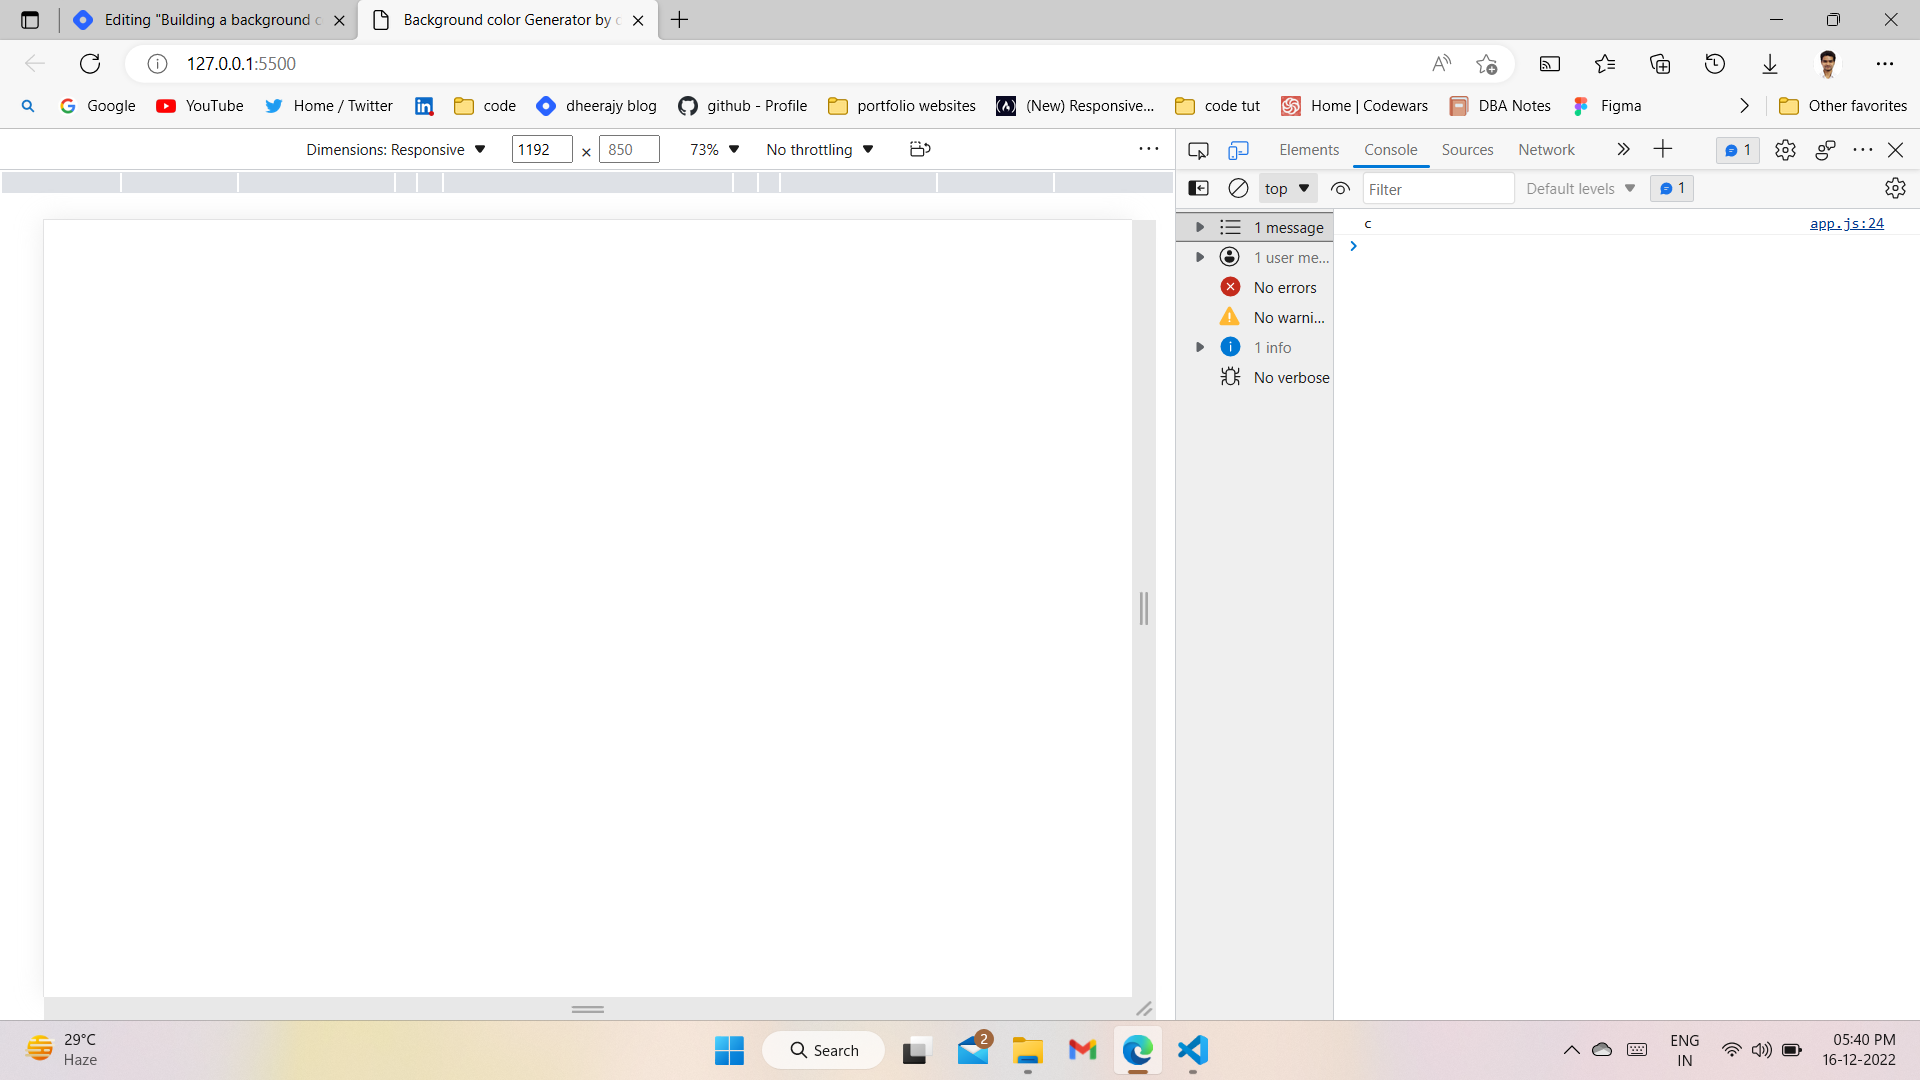 Editing "Building a background c
Background color Generator by c
127.0.0.1:5500
Google
YouTube
Home / Twitter
code
dheerajy blog
github - Profile
portfolio websites
(New) Responsive...
code tut
Home | Codewars
DBA Notes
Figma
Other favorites
Dimensions: Responsive
1192 × 850
73%
No throttling
Elements
Console
Sources
Network
1
top
Filter
Default levels
1
1 message
1 user me...
No errors
No warni...
1 info
No verbose
c
app.js:24
29°C
Haze
Search
2
ENG
IN
05:40 PM
16-12-2022